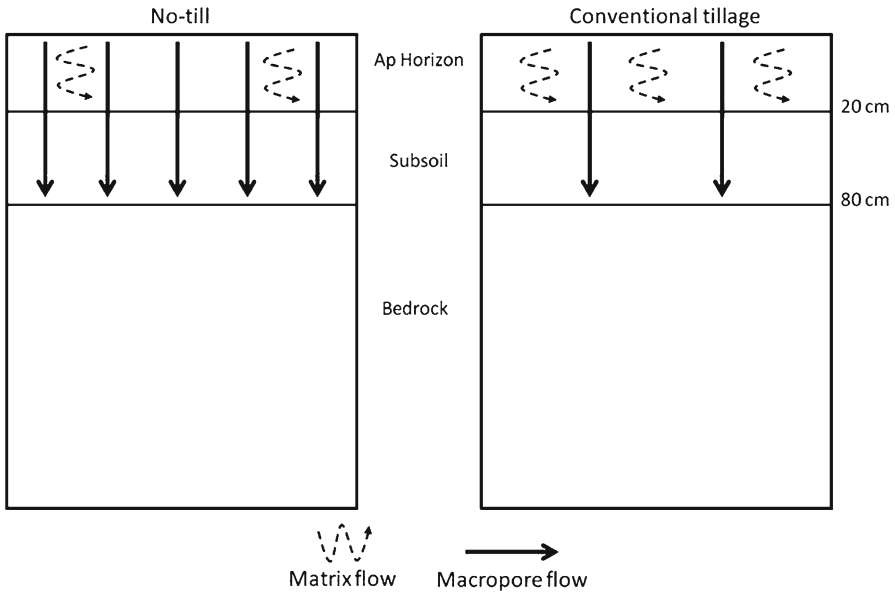 No-till
Conventional tillage
Ap Horizon
20 cm
Subsoil
80 cm
Bedrock
Matrix flow
Macropore flow